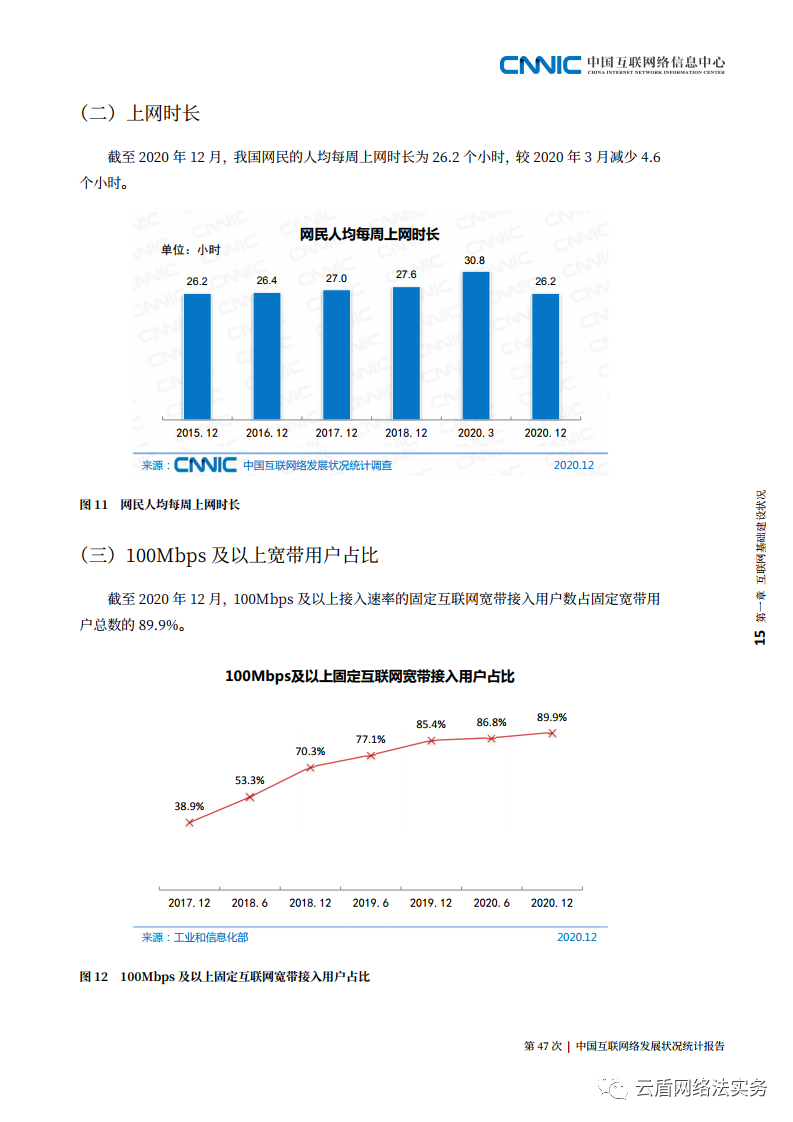 CNNIC 中国互联网络信息中心
CHINA INTERNET NETWORK INFORMATION CENTER
（二）上网时长
截至 2020 年 12 月，我国网民的人均每周上网时长为 26.2 个小时，较 2020 年 3 月减少 4.6
个小时。
网民人均每周上网时长
单位：小时
26.2 26.4 27.0 27.6 30.8 26.2
2015.12 2016.12 2017.12 2018.12 2020.3 2020.12
来源：CNNIC 中国互联网络发展状况统计调查 2020.12
图 11 网民人均每周上网时长
（三）100Mbps 及以上宽带用户占比
截至 2020 年 12 月，100Mbps 及以上接入速率的固定互联网宽带接入用户数占固定宽带用
户总数的 89.9%。
100Mbps及以上固定互联网宽带接入用户占比
38.9% 53.3% 70.3% 77.1% 85.4% 86.8% 89.9%
2017.12 2018.6 2018.12 2019.6 2019.12 2020.6 2020.12
来源：工业和信息化部 2020.12
图 12 100Mbps 及以上固定互联网宽带接入用户占比
15 第一章 互联网基础建设状况
第 47 次 | 中国互联网络发展状况统计报告
云盾网络法实务